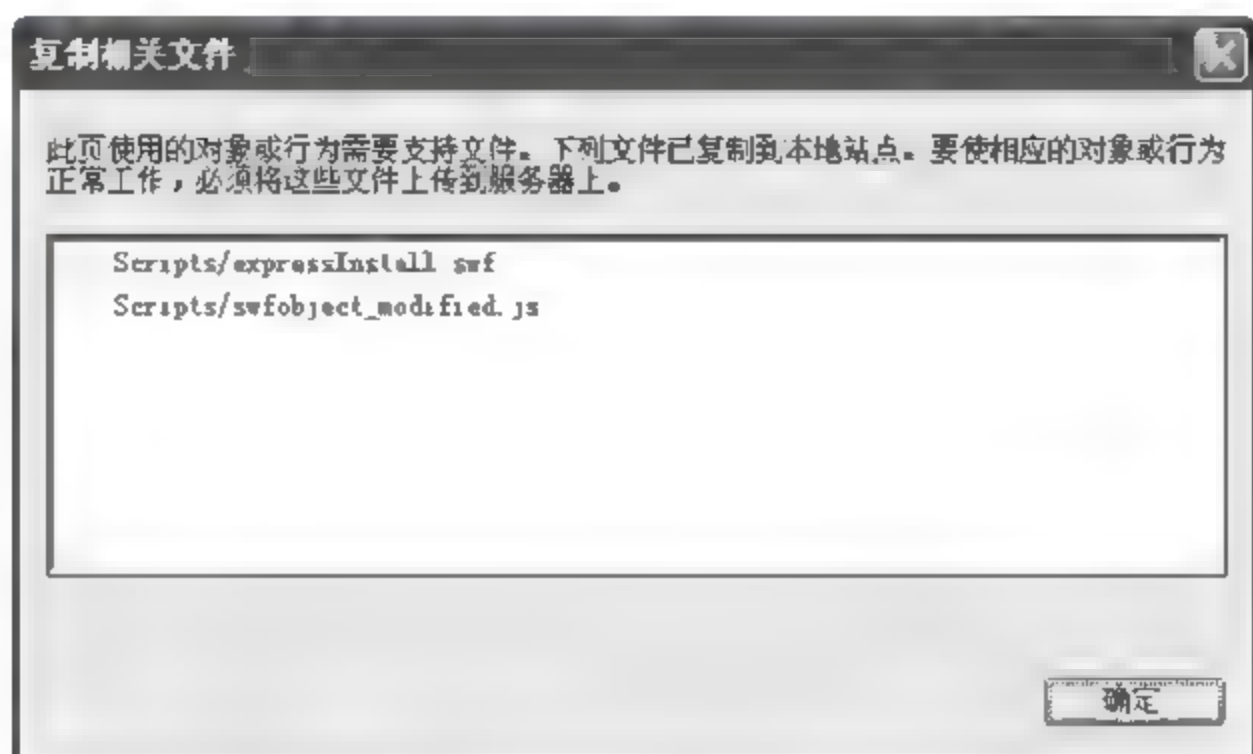 复制相关文件
此页使用的对象或行为需要支持文件。下列文件已复制到本地站点。要使相应的对象或行为
正常工作，必须将这些文件上传到服务器上。
Scripts/expressInstall.swf
Scripts/swfobject_modified.js
确定